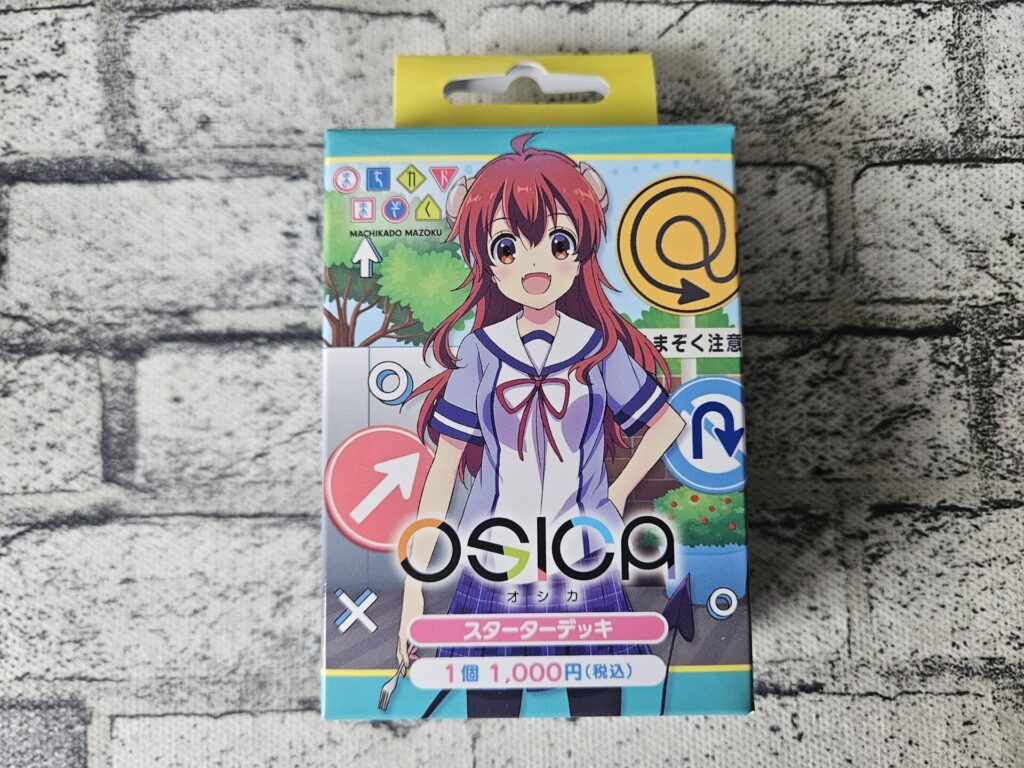 まちカド
まぞく
MACHIKADO MAZOKU
まぞく注意
OSICA
オシカ
スターターデッキ
1個 1,000円(税込)